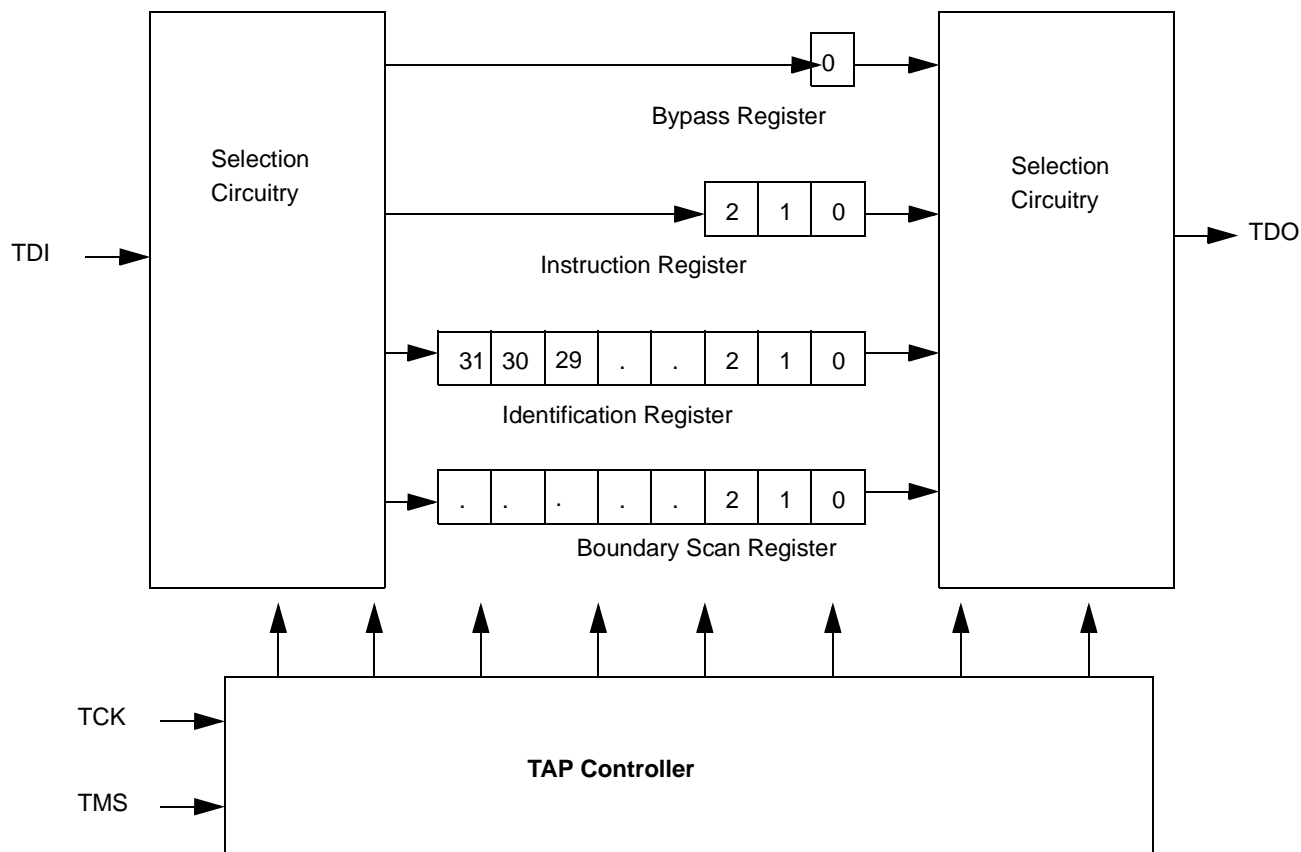 0
Bypass Register
Selection
Circuitry
Selection
Circuitry
2 1 0
TDI
TDO
Instruction Register
31 30 29 . . 2 1 0
Identification Register
. . . . . 2 1 0
Boundary Scan Register
TCK
TAP Controller
TMS